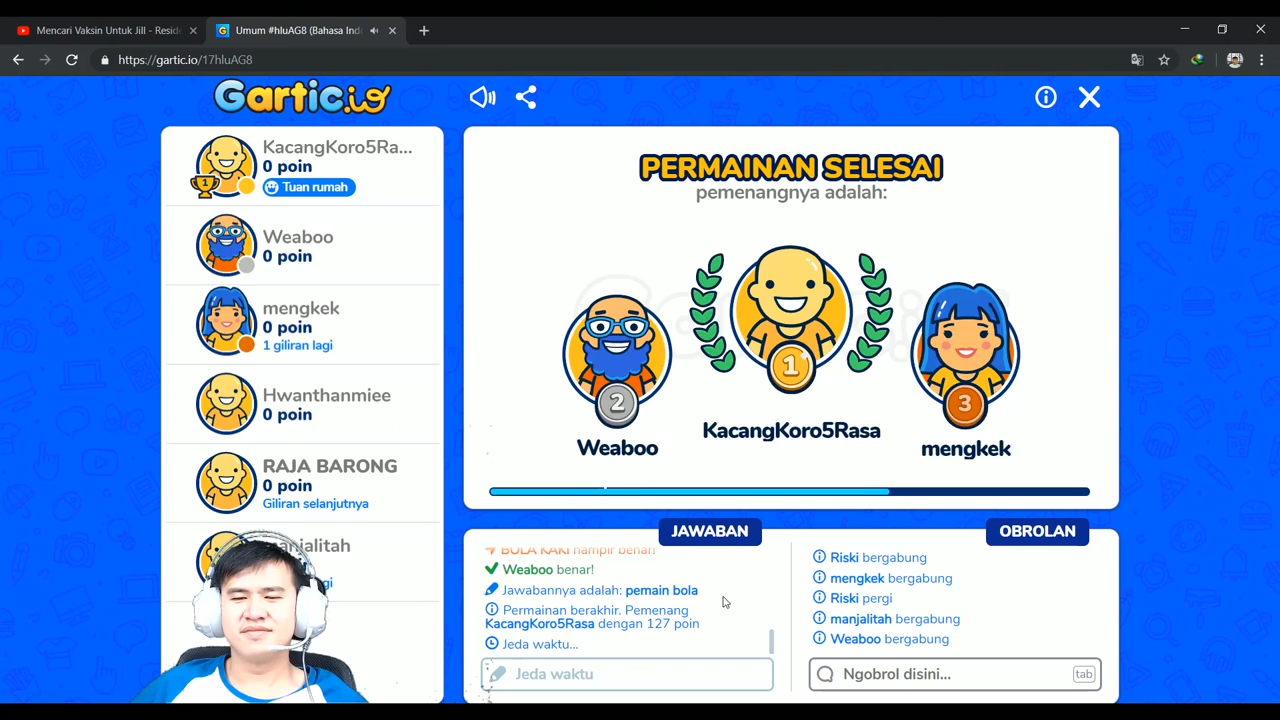 Mencari Vaksin Untuk Jill - Resid
Umum #hluAG8 (Bahasa Ind
https://gartic.io/17hluAG8
Gartic.io
KacangKoro5Ra...
0 poin
Tuan rumah
Weaboo
0 poin
mengkek
0 poin
1 giliran lagi
Hwanthanmiee
0 poin
RAJA BARONG
0 poin
Giliran selanjutnya
manjalitah
PERMAINAN SELESAI
pemenangnya adalah:
2
1
3
Weaboo
KacangKoro5Rasa
mengkek
JAWABAN
BOLA KAKI hampir benar!
Weaboo benar!
Jawabannya adalah: pemain bola
Permainan berakhir. Pemenang
KacangKoro5Rasa dengan 127 poin
Jeda waktu...
Jeda waktu
OBROLAN
Riski bergabung
mengkek bergabung
Riski pergi
manjalitah bergabung
Weaboo bergabung
Ngobrol disini...
tab